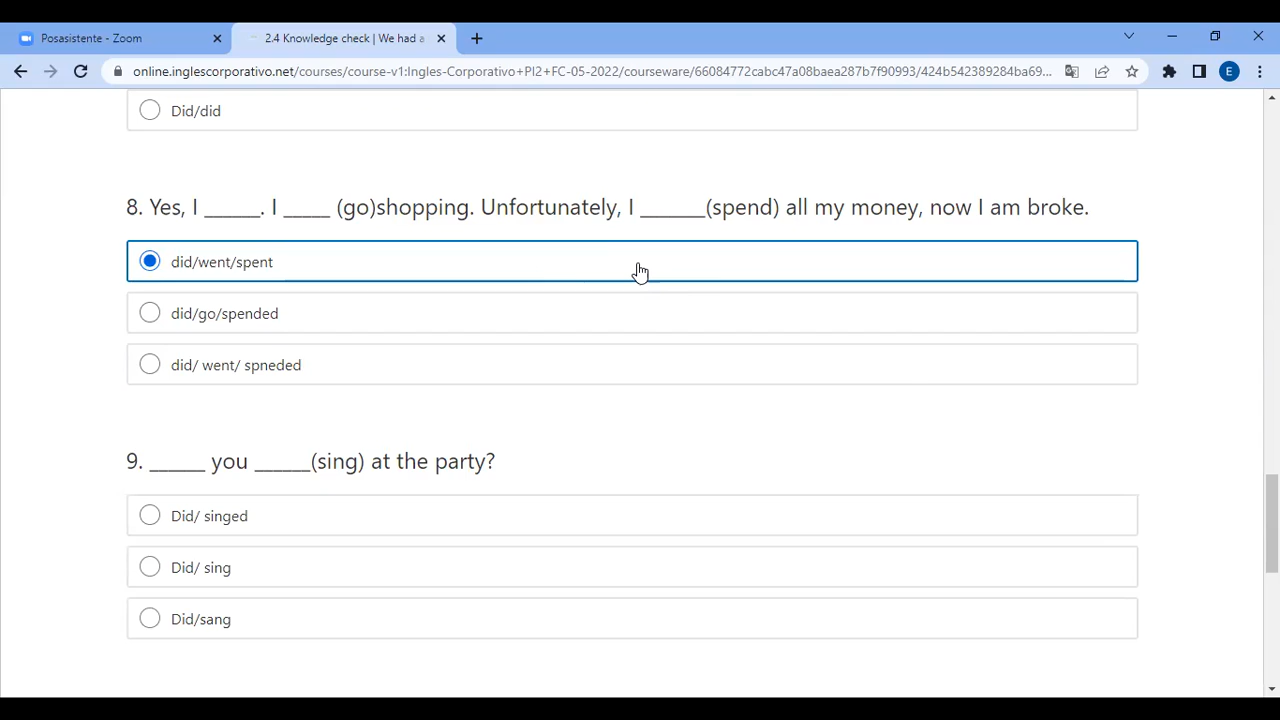 Posasistente - Zoom
2.4 Knowledge check | We had a
online.inglescorporativo.net/courses/course-v1:Ingles-Corporativo+PI2+FC-05-2022/courseware/66084772cabc47a08baea287b7f90993/424b542389284ba69...
E
Did/did
8. Yes, I ______. I _____ (go)shopping. Unfortunately, I _______(spend) all my money, now I am broke.
did/went/spent
did/go/spended
did/ went/ spneded
9. ______ you ______(sing) at the party?
Did/ singed
Did/ sing
Did/sang